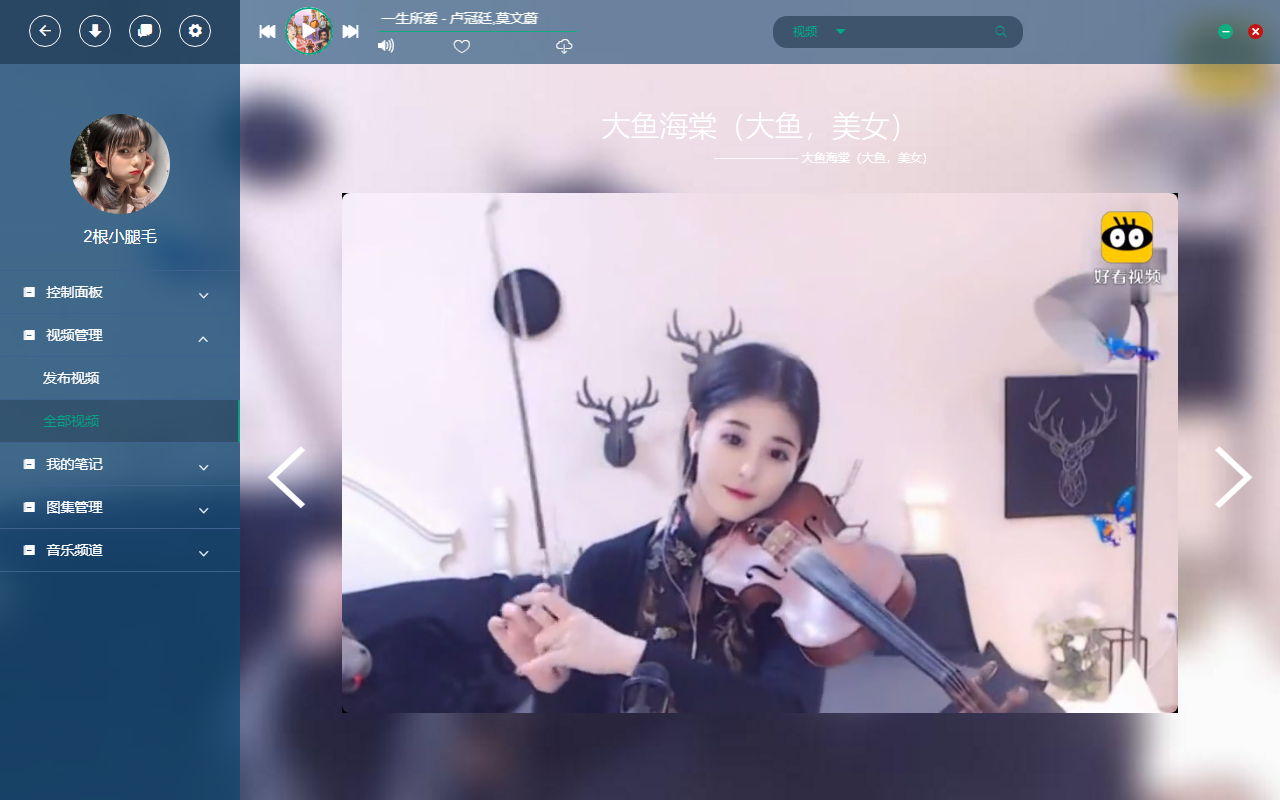 一生所爱 - 卢冠廷,莫文蔚
视频
2根小腿毛
控制面板
视频管理
发布视频
全部视频
我的笔记
图集管理
音乐频道
大鱼海棠（大鱼，美女）
大鱼海棠（大鱼，美女）
好看视频